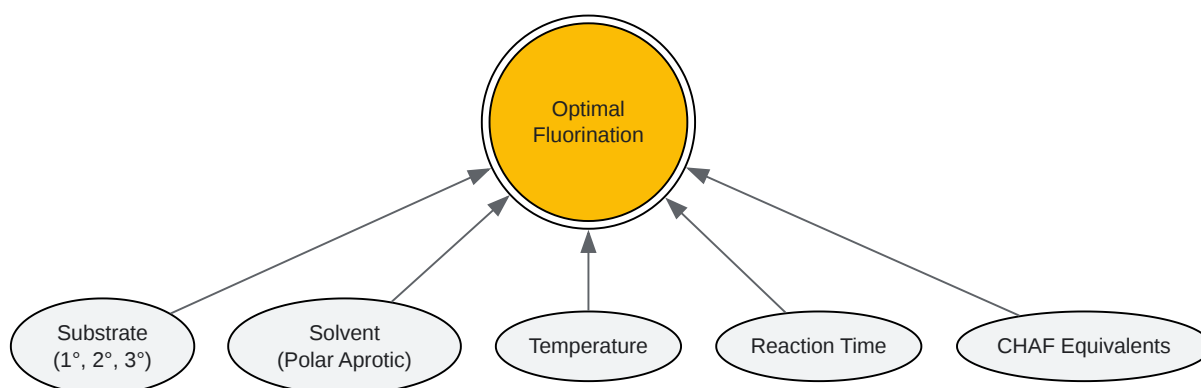 Optimal
Fluorination
Substrate
(1°, 2°, 3°)
Solvent
(Polar Aprotic)
Temperature
Reaction Time
CHAF Equivalents